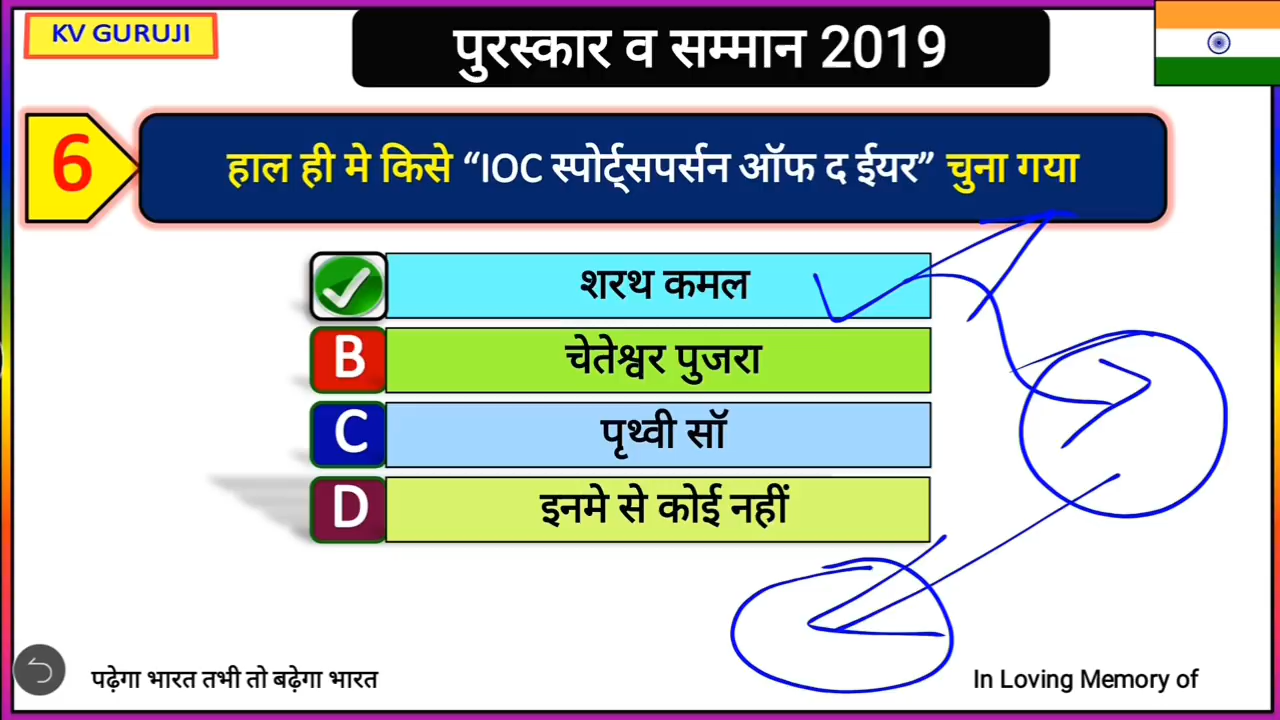 KV GURUJI
पुरस्कार व सम्मान 2019
6
हाल ही मे किसे “IOC स्पोर्ट्सपर्सन ऑफ द ईयर” चुना गया
शरथ कमल
B चेतेश्वर पुजरा
C पृथ्वी सॉ
D इनमे से कोई नहीं
पढ़ेगा भारत तभी तो बढ़ेगा भारत
In Loving Memory of